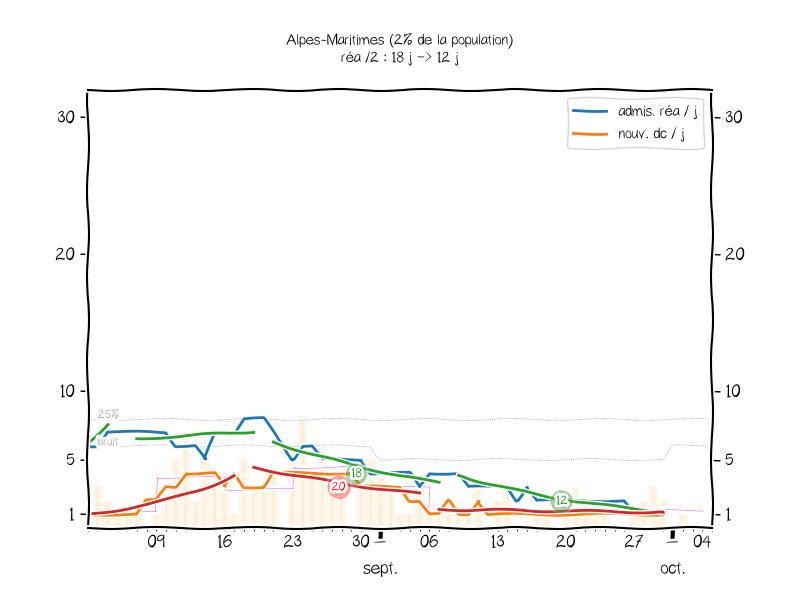 Alpes-Maritimes (2% de la population)
réa /2 : 18 j -> 12 j
admis. réa / j
nouv. dc / j
30
30
20
20
10
10
25%
bruit
5
5
18
20
12
1
1
09 16 23 30 06 13 20 27 04
sept. oct.